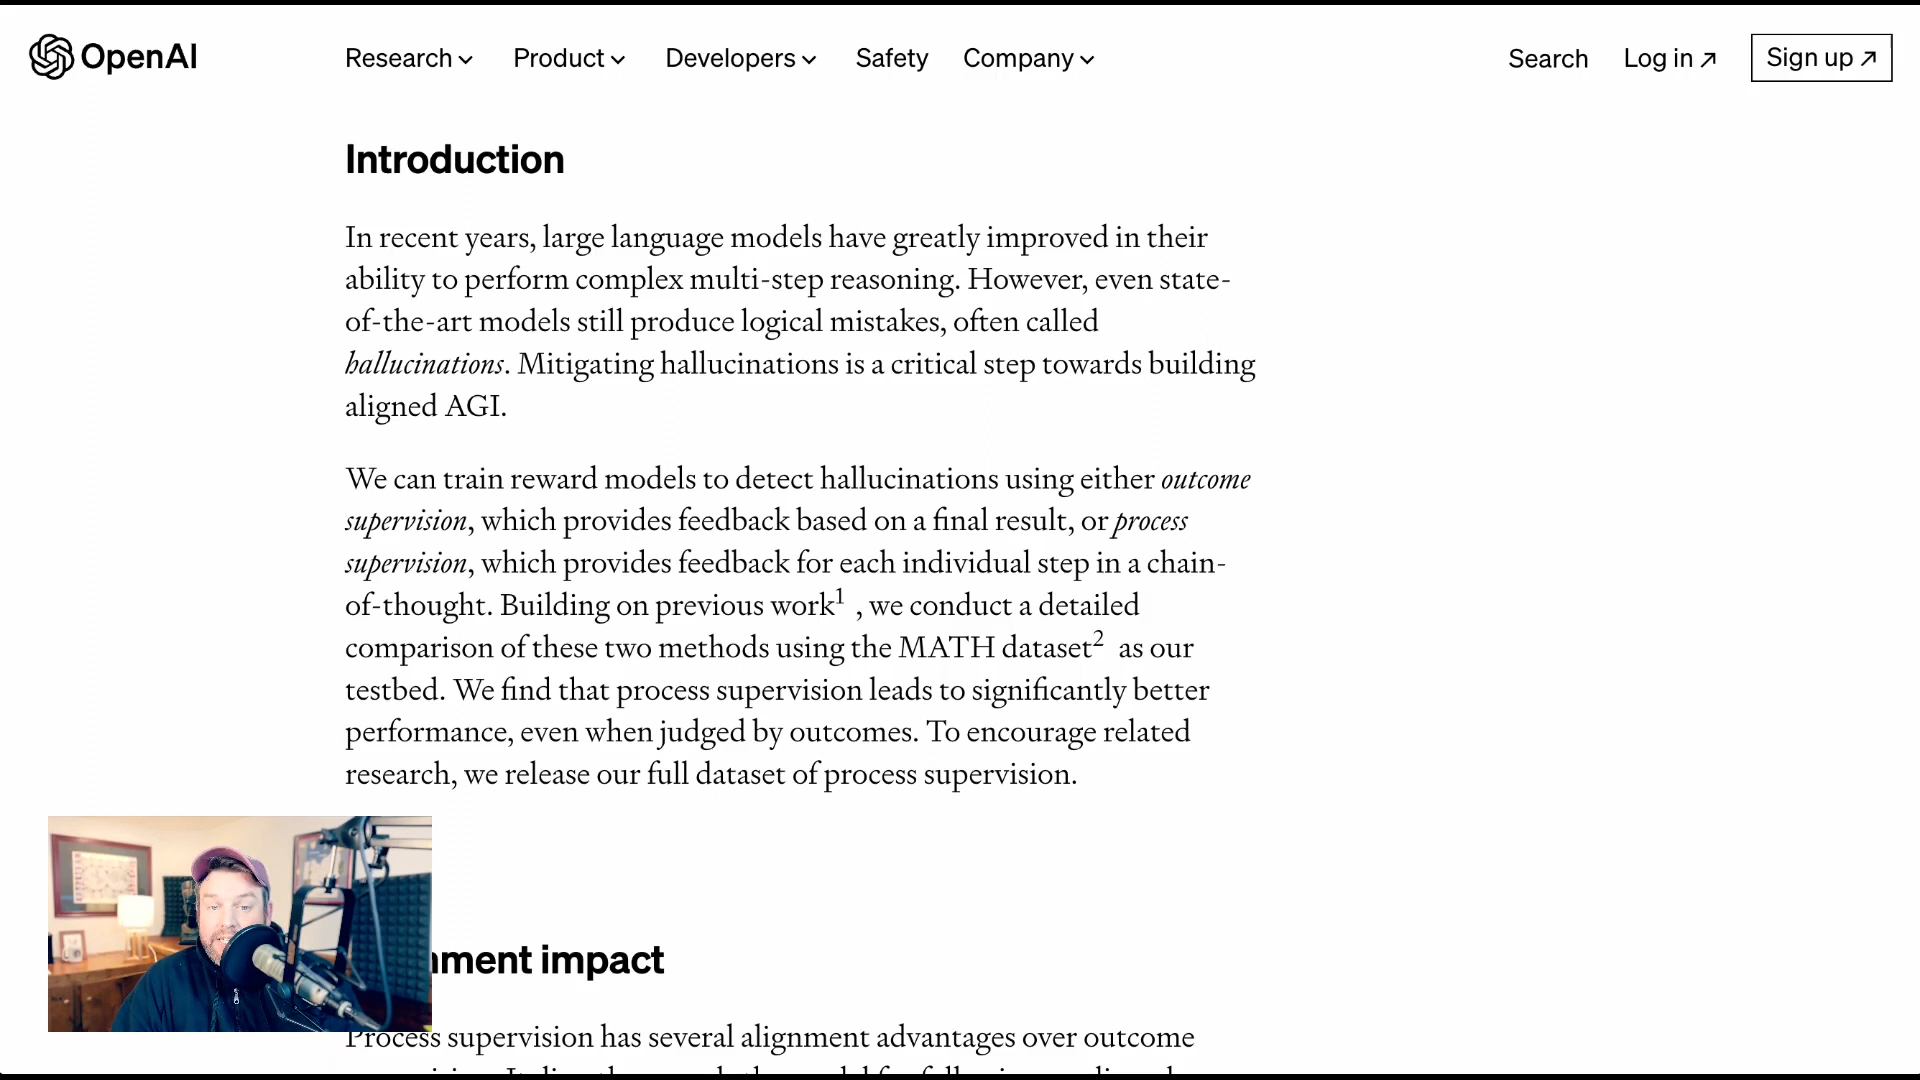 OpenAI
Research Product Developers Safety Company
Search Log in ↗ Sign up ↗
Introduction
In recent years, large language models have greatly improved in their
ability to perform complex multi-step reasoning. However, even state-
of-the-art models still produce logical mistakes, often called
hallucinations. Mitigating hallucinations is a critical step towards building
aligned AGI.
We can train reward models to detect hallucinations using either outcome
supervision, which provides feedback based on a final result, or process
supervision, which provides feedback for each individual step in a chain-
of-thought. Building on previous work¹ , we conduct a detailed
comparison of these two methods using the MATH dataset² as our
testbed. We find that process supervision leads to significantly better
performance, even when judged by outcomes. To encourage related
research, we release our full dataset of process supervision.
nment impact
Process supervision has several alignment advantages over outcome